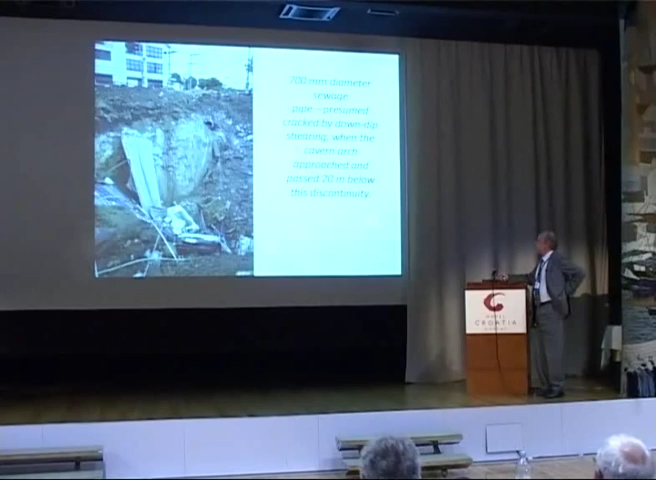 700 mm diameter
sewage
pipe – presumed
cracked by down-dip
shearing, when the
cavern arch
approached and
passed 20 m below
this discontinuity.
HOTEL
CROATIA